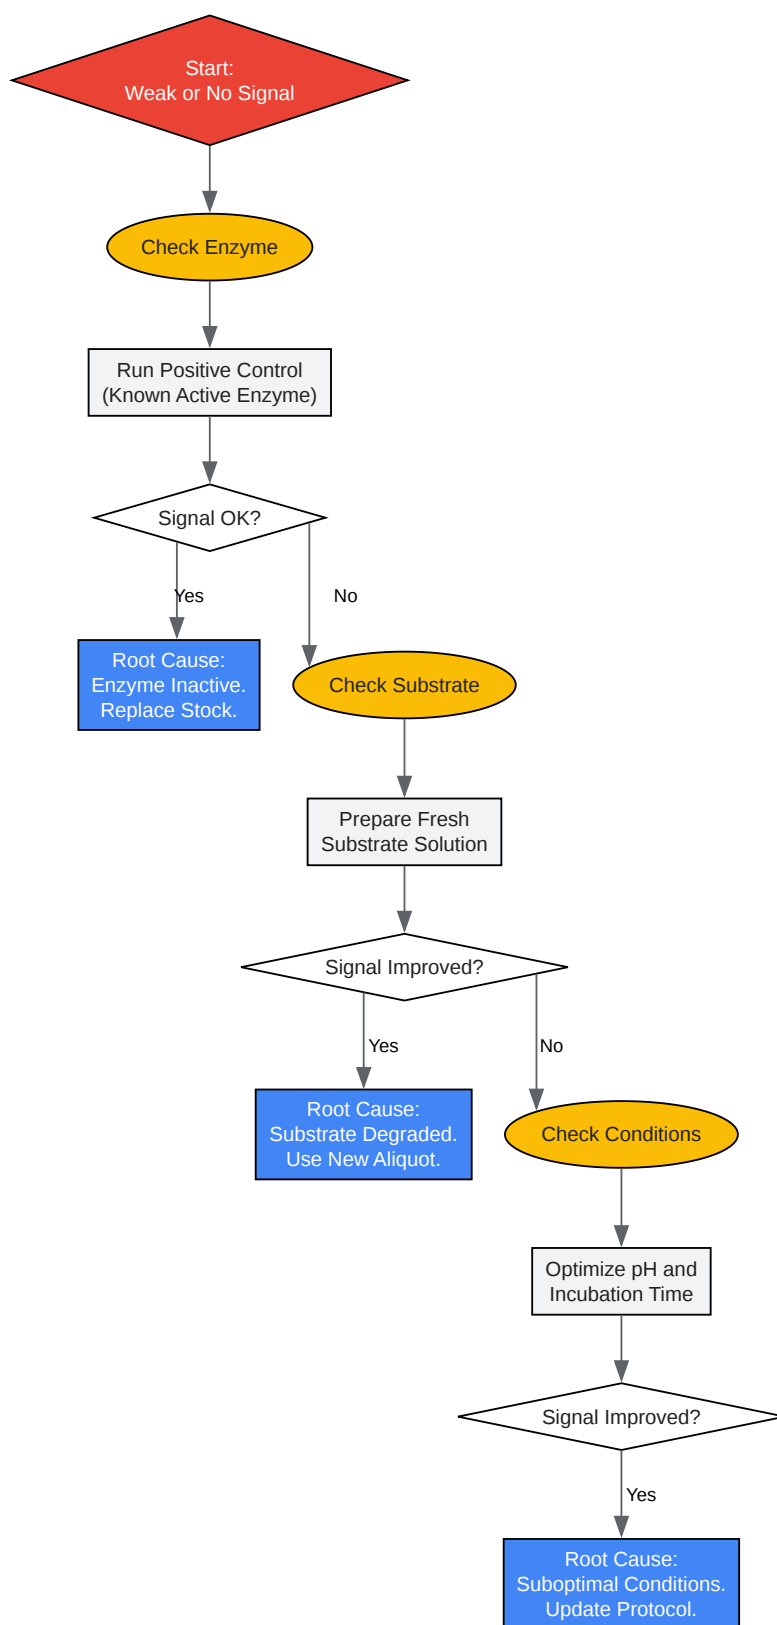 Start:
Weak or No Signal
Check Enzyme
Run Positive Control
(Known Active Enzyme)
Signal OK?
Yes
No
Root Cause:
Enzyme Inactive.
Replace Stock.
Check Substrate
Prepare Fresh
Substrate Solution
Signal Improved?
Yes
No
Root Cause:
Substrate Degraded.
Use New Aliquot.
Check Conditions
Optimize pH and
Incubation Time
Signal Improved?
Yes
Root Cause:
Suboptimal Conditions.
Update Protocol.